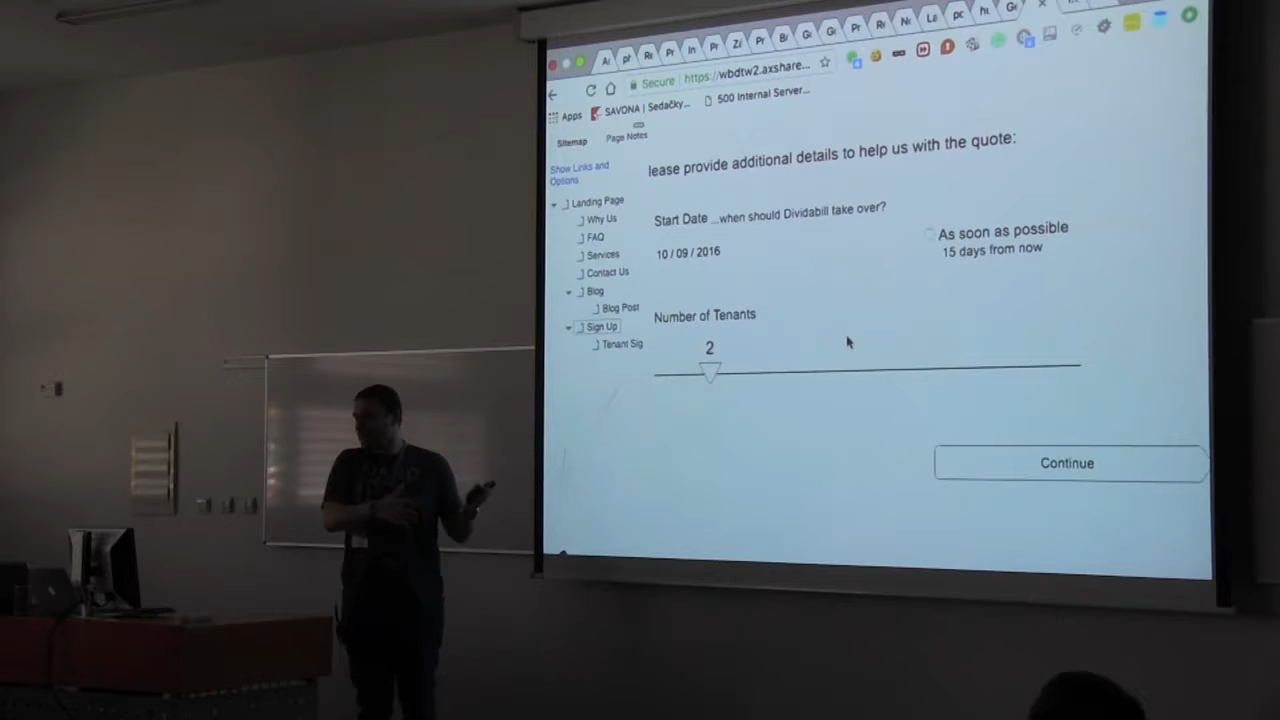 Secure https://wbdtw2.axshare...
Apps SAVONA | Sedačky... 500 Internal Server...
Sitemap Page Notes
Show Links and
Options
Landing Page
Why Us
FAQ
Services
Contact Us
Blog
Blog Post
Sign Up
Tenant Sig
lease provide additional details to help us with the quote:
Start Date ...when should Dividabill take over?
10 / 09 / 2016
As soon as possible
15 days from now
Number of Tenants
2
Continue